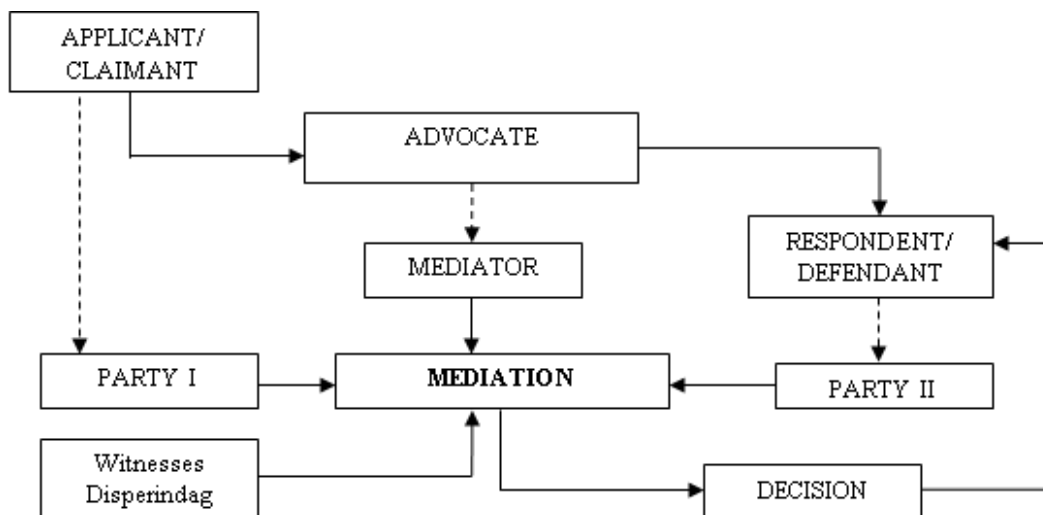 APPLICANT/
CLAIMANT
ADVOCATE
RESPONDENT/
DEFENDANT
MEDIATOR
PARTY I
MEDIATION
PARTY II
Witnesses
Disperindag
DECISION